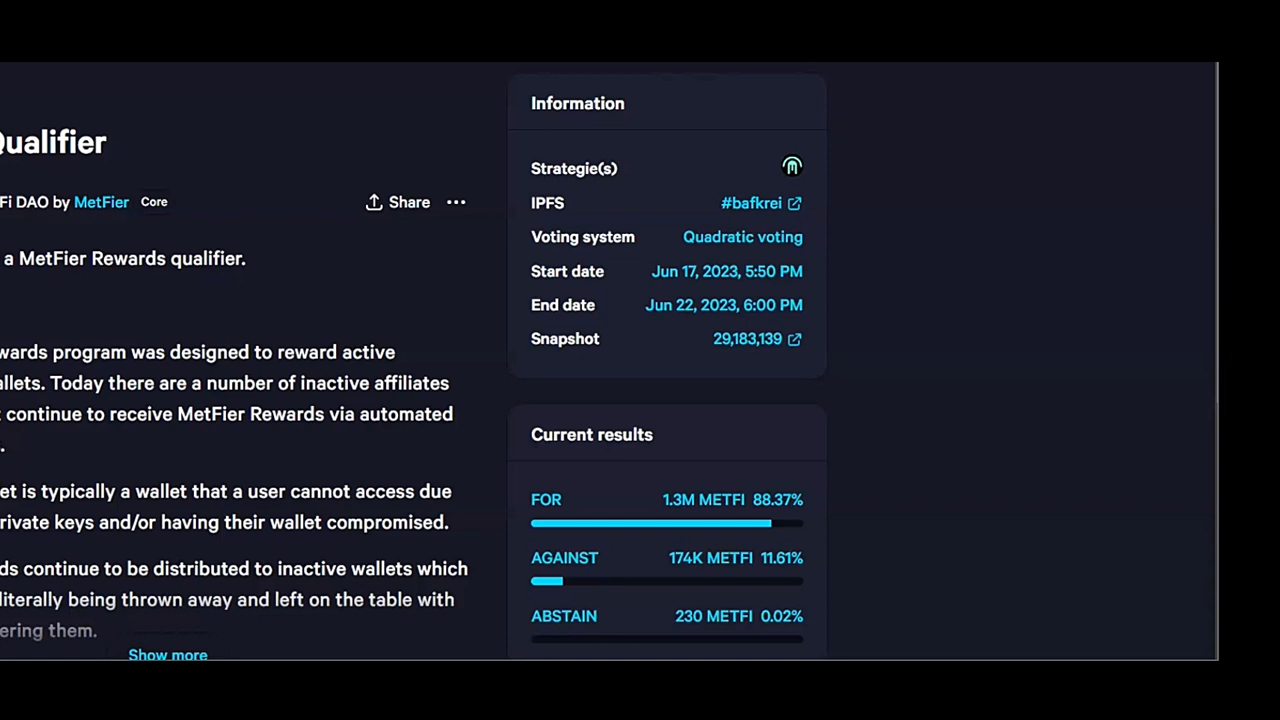 Qualifier
Fi DAO by MetFier Core
Share
a MetFier Rewards qualifier.
wards program was designed to reward active
allets. Today there are a number of inactive affiliates
continue to receive MetFier Rewards via automated
et is typically a wallet that a user cannot access due
rivate keys and/or having their wallet compromised.
ds continue to be distributed to inactive wallets which
literally being thrown away and left on the table with
ering them.
Show more
Information
Strategie(s)
IPFS #bafkrei
Voting system Quadratic voting
Start date Jun 17, 2023, 5:50 PM
End date Jun 22, 2023, 6:00 PM
Snapshot 29,183,139
Current results
FOR 1.3M METFI 88.37%
AGAINST 174K METFI 11.61%
ABSTAIN 230 METFI 0.02%